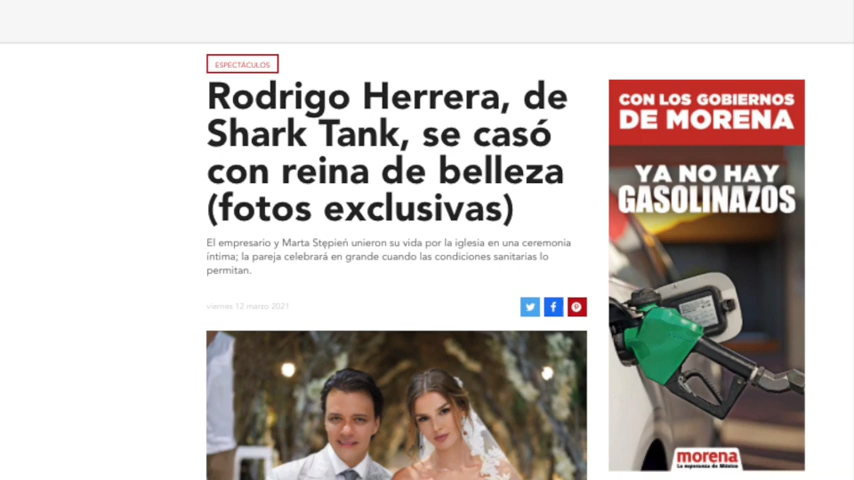 ESPECTÁCULOS
Rodrigo Herrera, de
Shark Tank, se casó
con reina de belleza
(fotos exclusivas)
El empresario y Marta Stępień unieron su vida por la iglesia en una ceremonia
íntima; la pareja celebrará en grande cuando las condiciones sanitarias lo
permitan.
viernes 12 marzo 2021
CON LOS GOBIERNOS
DE MORENA
YA NO HAY
GASOLINAZOS
morena
La esperanza de México